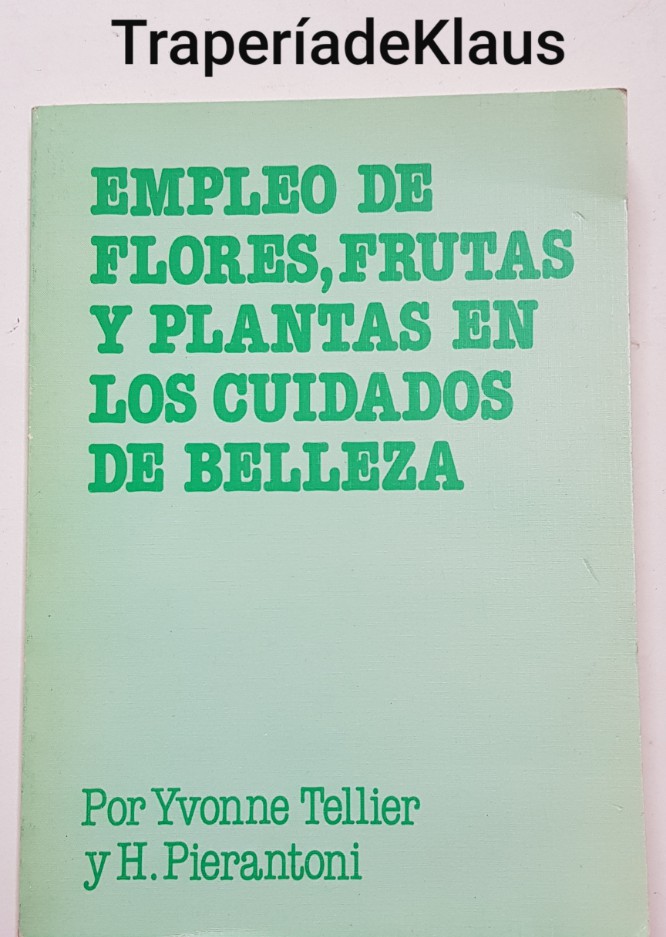 TraperíadeKlaus
EMPLEO DE
FLORES, FRUTAS
Y PLANTAS EN
LOS CUIDADOS
DE BELLEZA
Por Yvonne Tellier
y H. Pierantoni